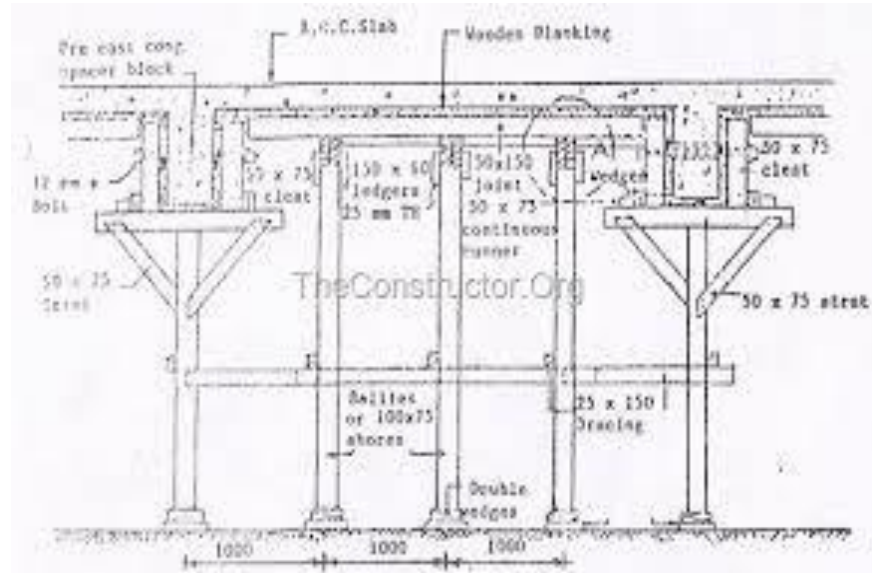 R.C.C.Slab
Wooden Planking
Pre cast conc.
spacer block
12 mm φ
Bolt
50 x 75
cleat
150 x 60
ledgers
25 mm TH
50x150
joist
50 x 75
continuous
runner
A
Wedges
50 x 75
cleat
50 x 75
Strut
TheConstructor.Org
50 x 75 strut
Ballies
or 100x75
shores
25 x 150
Bracing
Double
wedges
1000
1000
1000